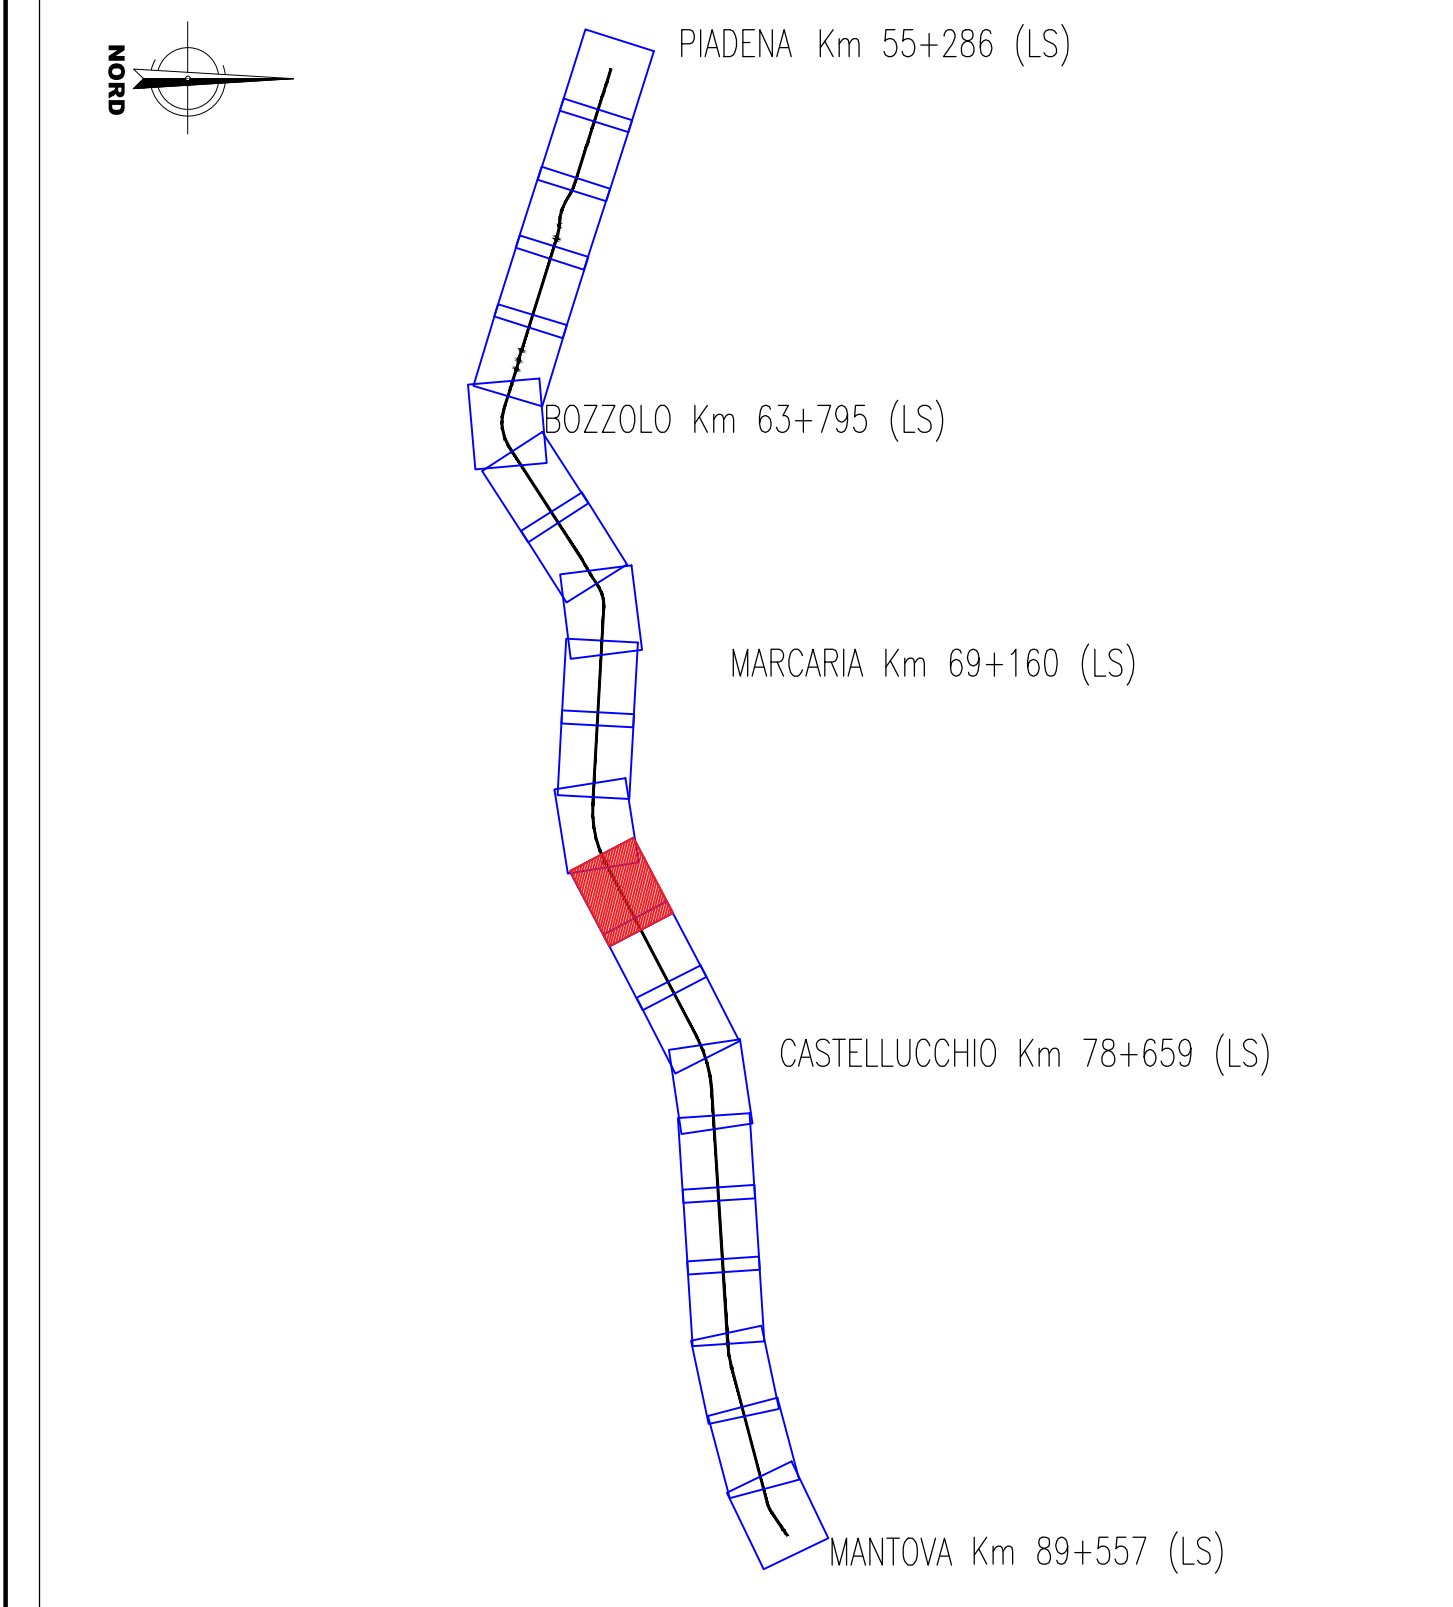 NORD
PIADENA Km 55+286 (LS)
BOZZOLO Km 63+795 (LS)
MARCARIA Km 69+160 (LS)
CASTELLUCCHIO Km 78+659 (LS)
MANTOVA Km 89+557 (LS)